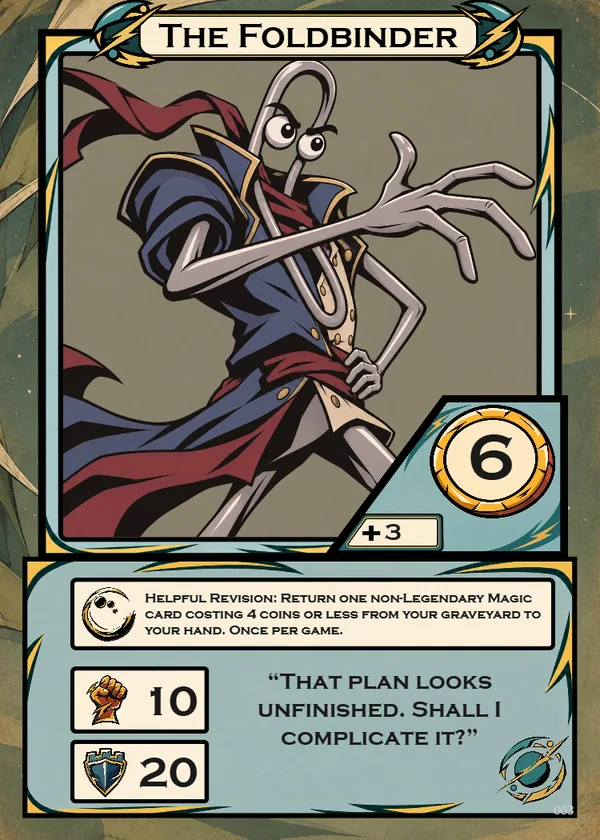 The Foldbinder
6
+3
Helpful Revision: Return one non-Legendary Magic
card costing 4 coins or less from your graveyard to
your hand. Once per game.
10
20
“That plan looks
unfinished. Shall I
complicate it?”
003